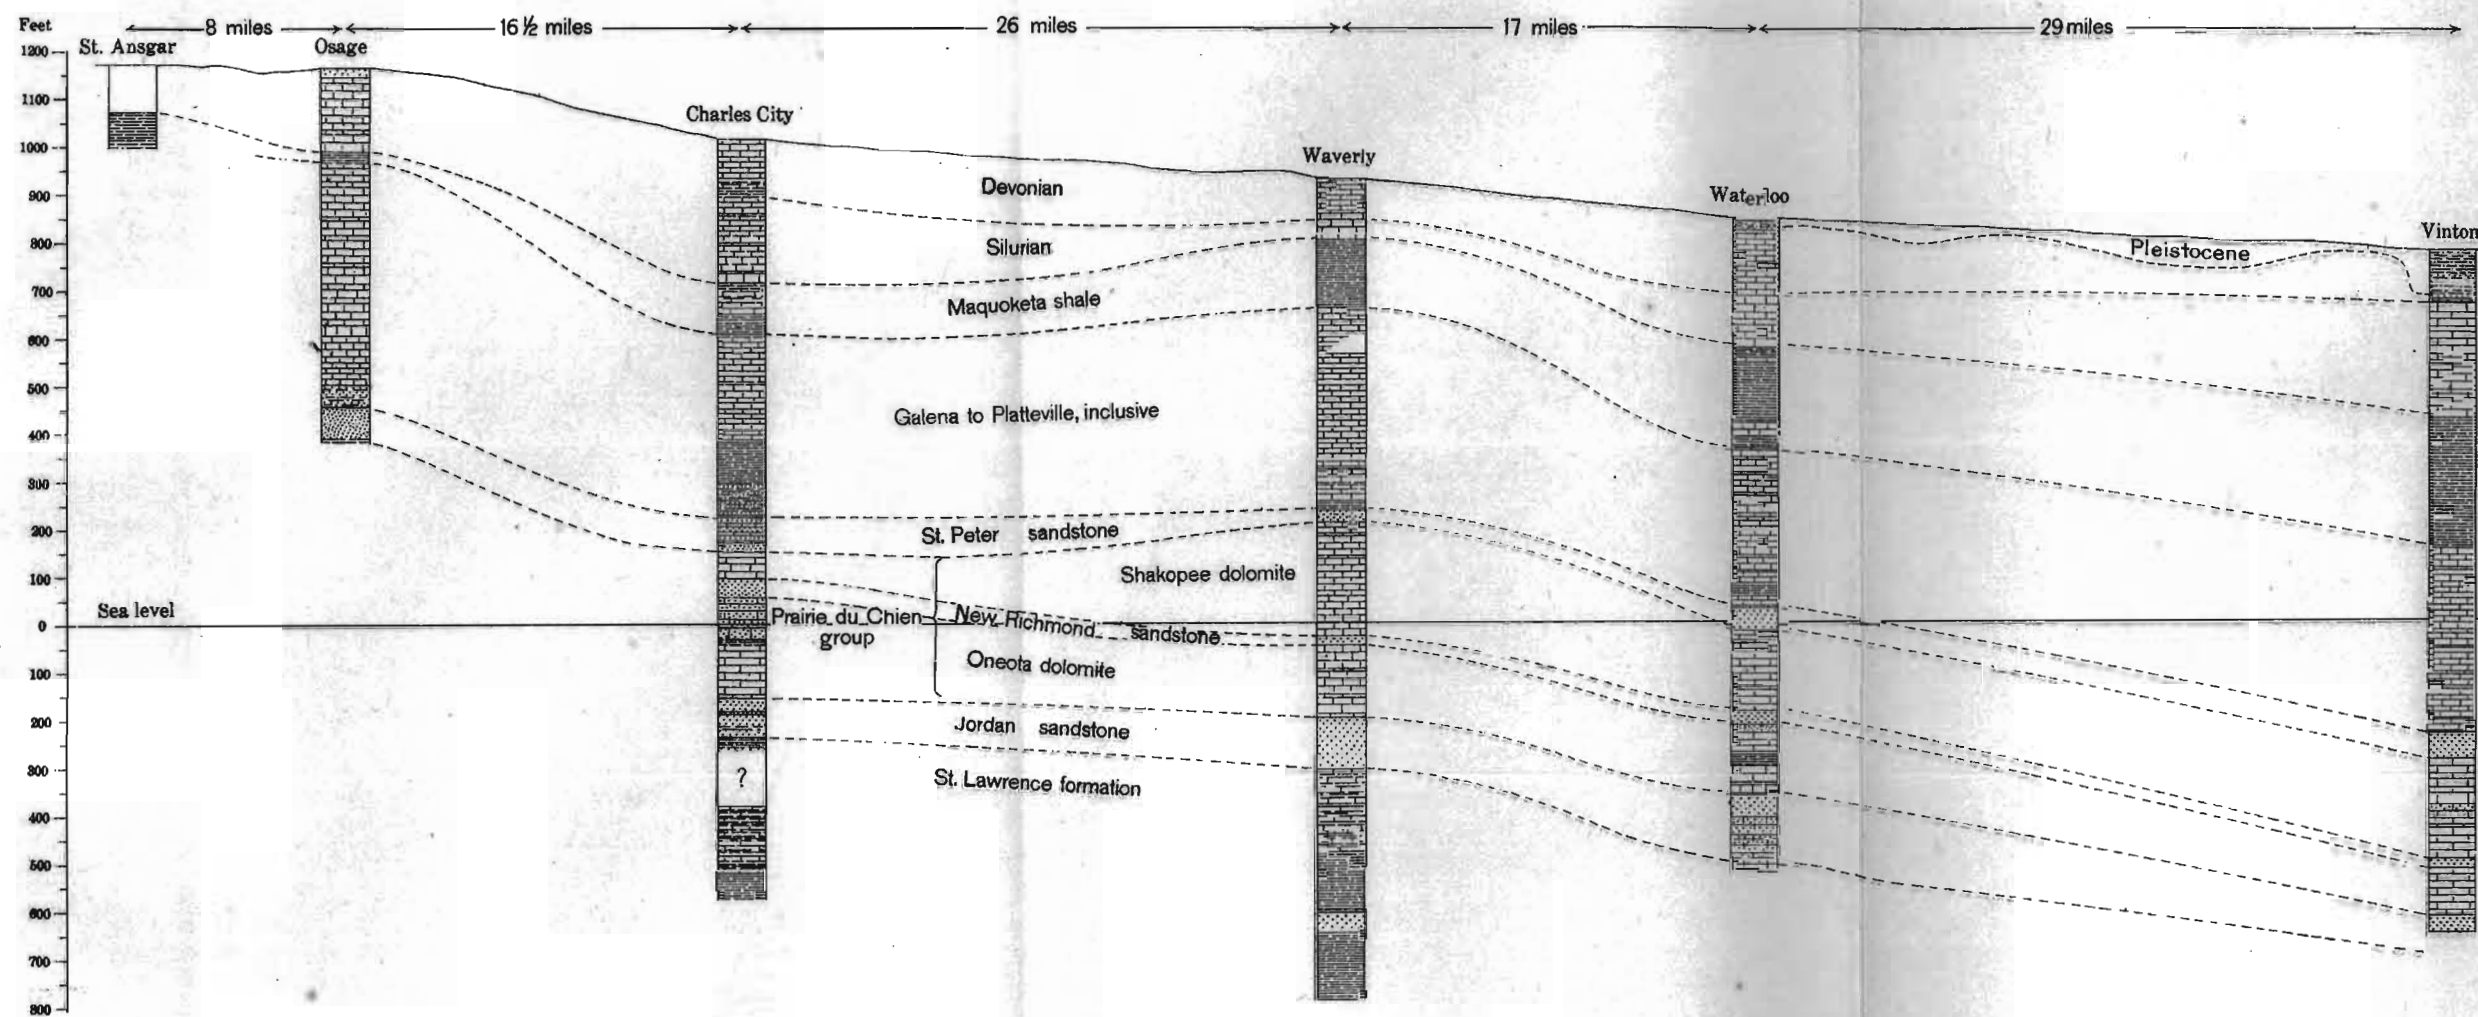 Feet
8 miles
16 ½ miles
26 miles
17 miles
29 miles
St. Ansgar
Osage
Charles City
Waverly
Waterloo
Vinton
1200
1100
1000
900
800
700
600
500
400
300
200
100
0
100
200
300
400
500
600
700
800
Sea level
Devonian
Silurian
Maquoketa shale
Galena to Platteville, inclusive
St. Peter sandstone
Shakopee dolomite
Prairie du Chien
group
New Richmond sandstone
Oneota dolomite
Jordan sandstone
St. Lawrence formation
?
Pleistocene